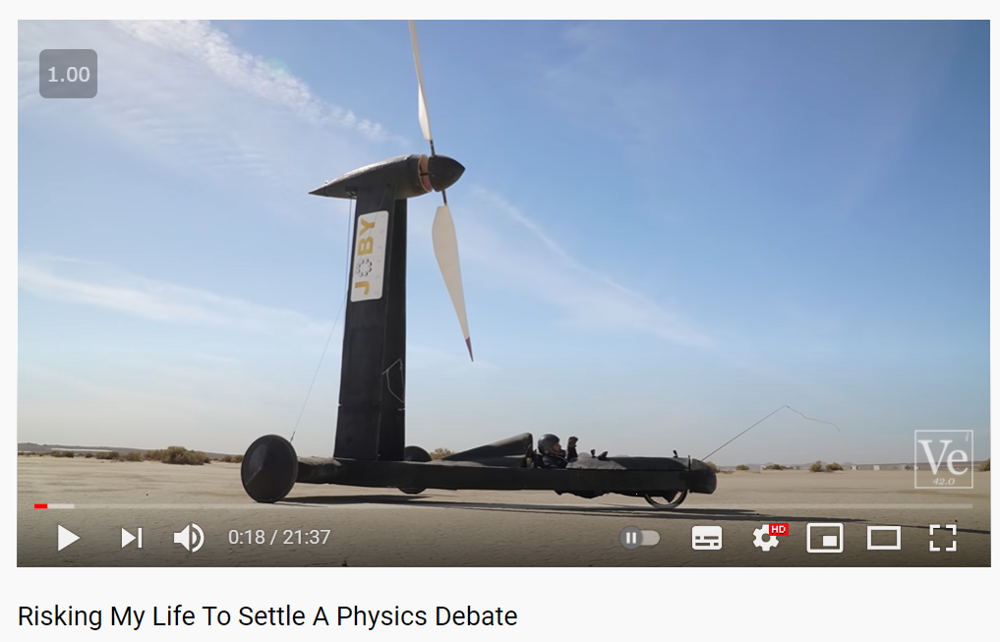 1.00
JOBY
Ve
42.0
0:18 / 21:37
HD
Risking My Life To Settle A Physics Debate